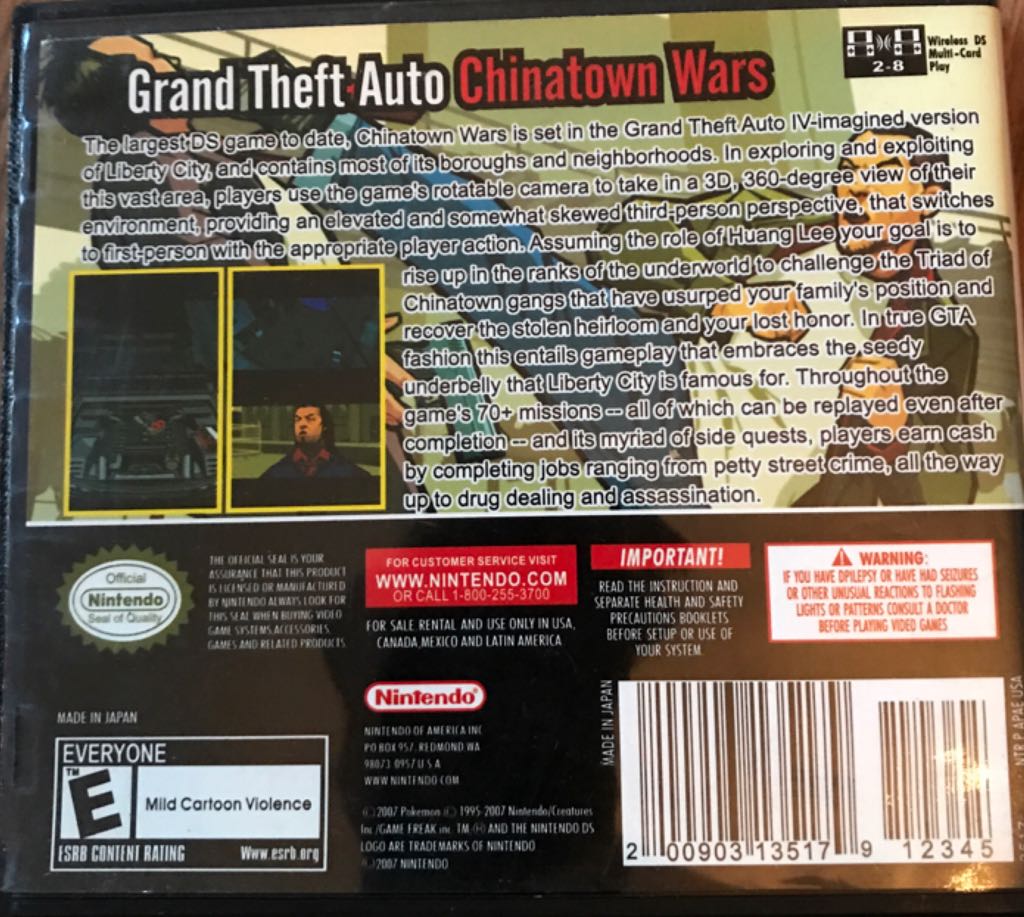 Grand Theft Auto Chinatown Wars
Wireless DS
Multi-Card
Play
2-8
The largest DS game to date, Chinatown Wars is set in the Grand Theft Auto IV-imagined version
of Liberty City, and contains most of its boroughs and neighborhoods. In exploring and exploiting
this vast area, players use the game's rotatable camera to take in a 3D, 360-degree view of their
environment, providing an elevated and somewhat skewed third-person perspective, that switches
to first-person with the appropriate player action. Assuming the role of Huang Lee your goal is to
rise up in the ranks of the underworld to challenge the Triad of
Chinatown gangs that have usurped your family's position and
recover the stolen heirloom and your lost honor. In true GTA
fashion this entails gameplay that embraces the seedy
underbelly that Liberty City is famous for. Throughout the
game's 70+ missions -- all of which can be replayed even after
completion -- and its myriad of side quests, players earn cash
by completing jobs ranging from petty street crime, all the way
up to drug dealing and assassination.
Official
Nintendo
Seal of Quality
THE OFFICIAL SEAL IS YOUR
ASSURANCE THAT THIS PRODUCT
IS LICENSED OR MANUFACTURED
BY NINTENDO ALWAYS LOOK FOR
THIS SEAL WHEN BUYING VIDEO
GAME SYSTEMS,ACCESSORIES,
GAMES AND RELATED PRODUCTS.
FOR CUSTOMER SERVICE VISIT
WWW.NINTENDO.COM
OR CALL 1-800-255-3700
FOR SALE RENTAL AND USE ONLY IN USA,
CANADA,MEXICO AND LATIN AMERICA
IMPORTANT!
READ THE INSTRUCTION AND
SEPARATE HEALTH AND SAFETY
PRECAUTIONS BOOKLETS
BEFORE SETUP OR USE OF
YOUR SYSTEM
WARNING:
IF YOU HAVE DPILEPSY OR HAVE HAD SEIZURES
OR OTHER UNUSUAL REACTIONS TO FLASHING
LIGHTS OR PATTERNS CONSULT A DOCTOR
BEFORE PLAYING VIDEO GAMES
MADE IN JAPAN
EVERYONE
TM
E
Mild Cartoon Violence
ESRB CONTENT RATING Www.esrb.org
Nintendo®
NINTENDO OF AMERICA INC
P O BOX 957. REDMOND WA
98073 0957 U S A
WWW NINTENDO COM
2007 Pokemon 1995-2007 Nintendo/Creatures
Inc /GAME FREAK inc TM AND THE NINTENDO DS
LOGO ARE TRADEMARKS OF NINTENDO
2007 NINTENDO
MADE IN JAPAN
2 00903 13517 9 12345
NTR P APAE USA